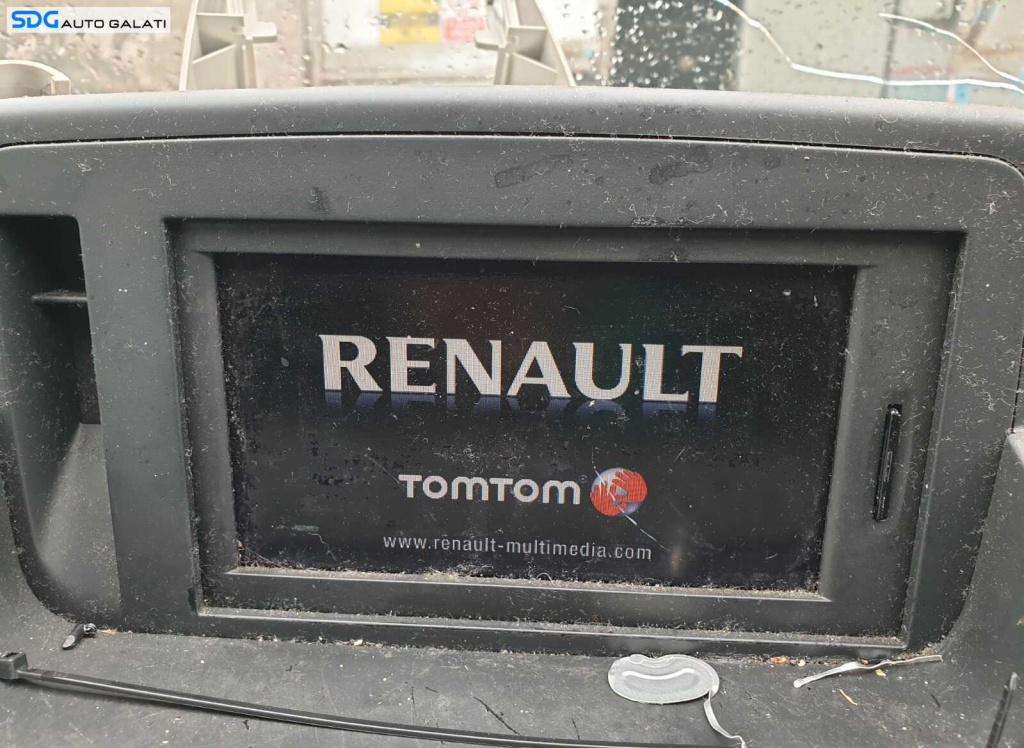 SDG AUTO GALATI
RENAULT
TOMTOM
www.renault-multimedia.com